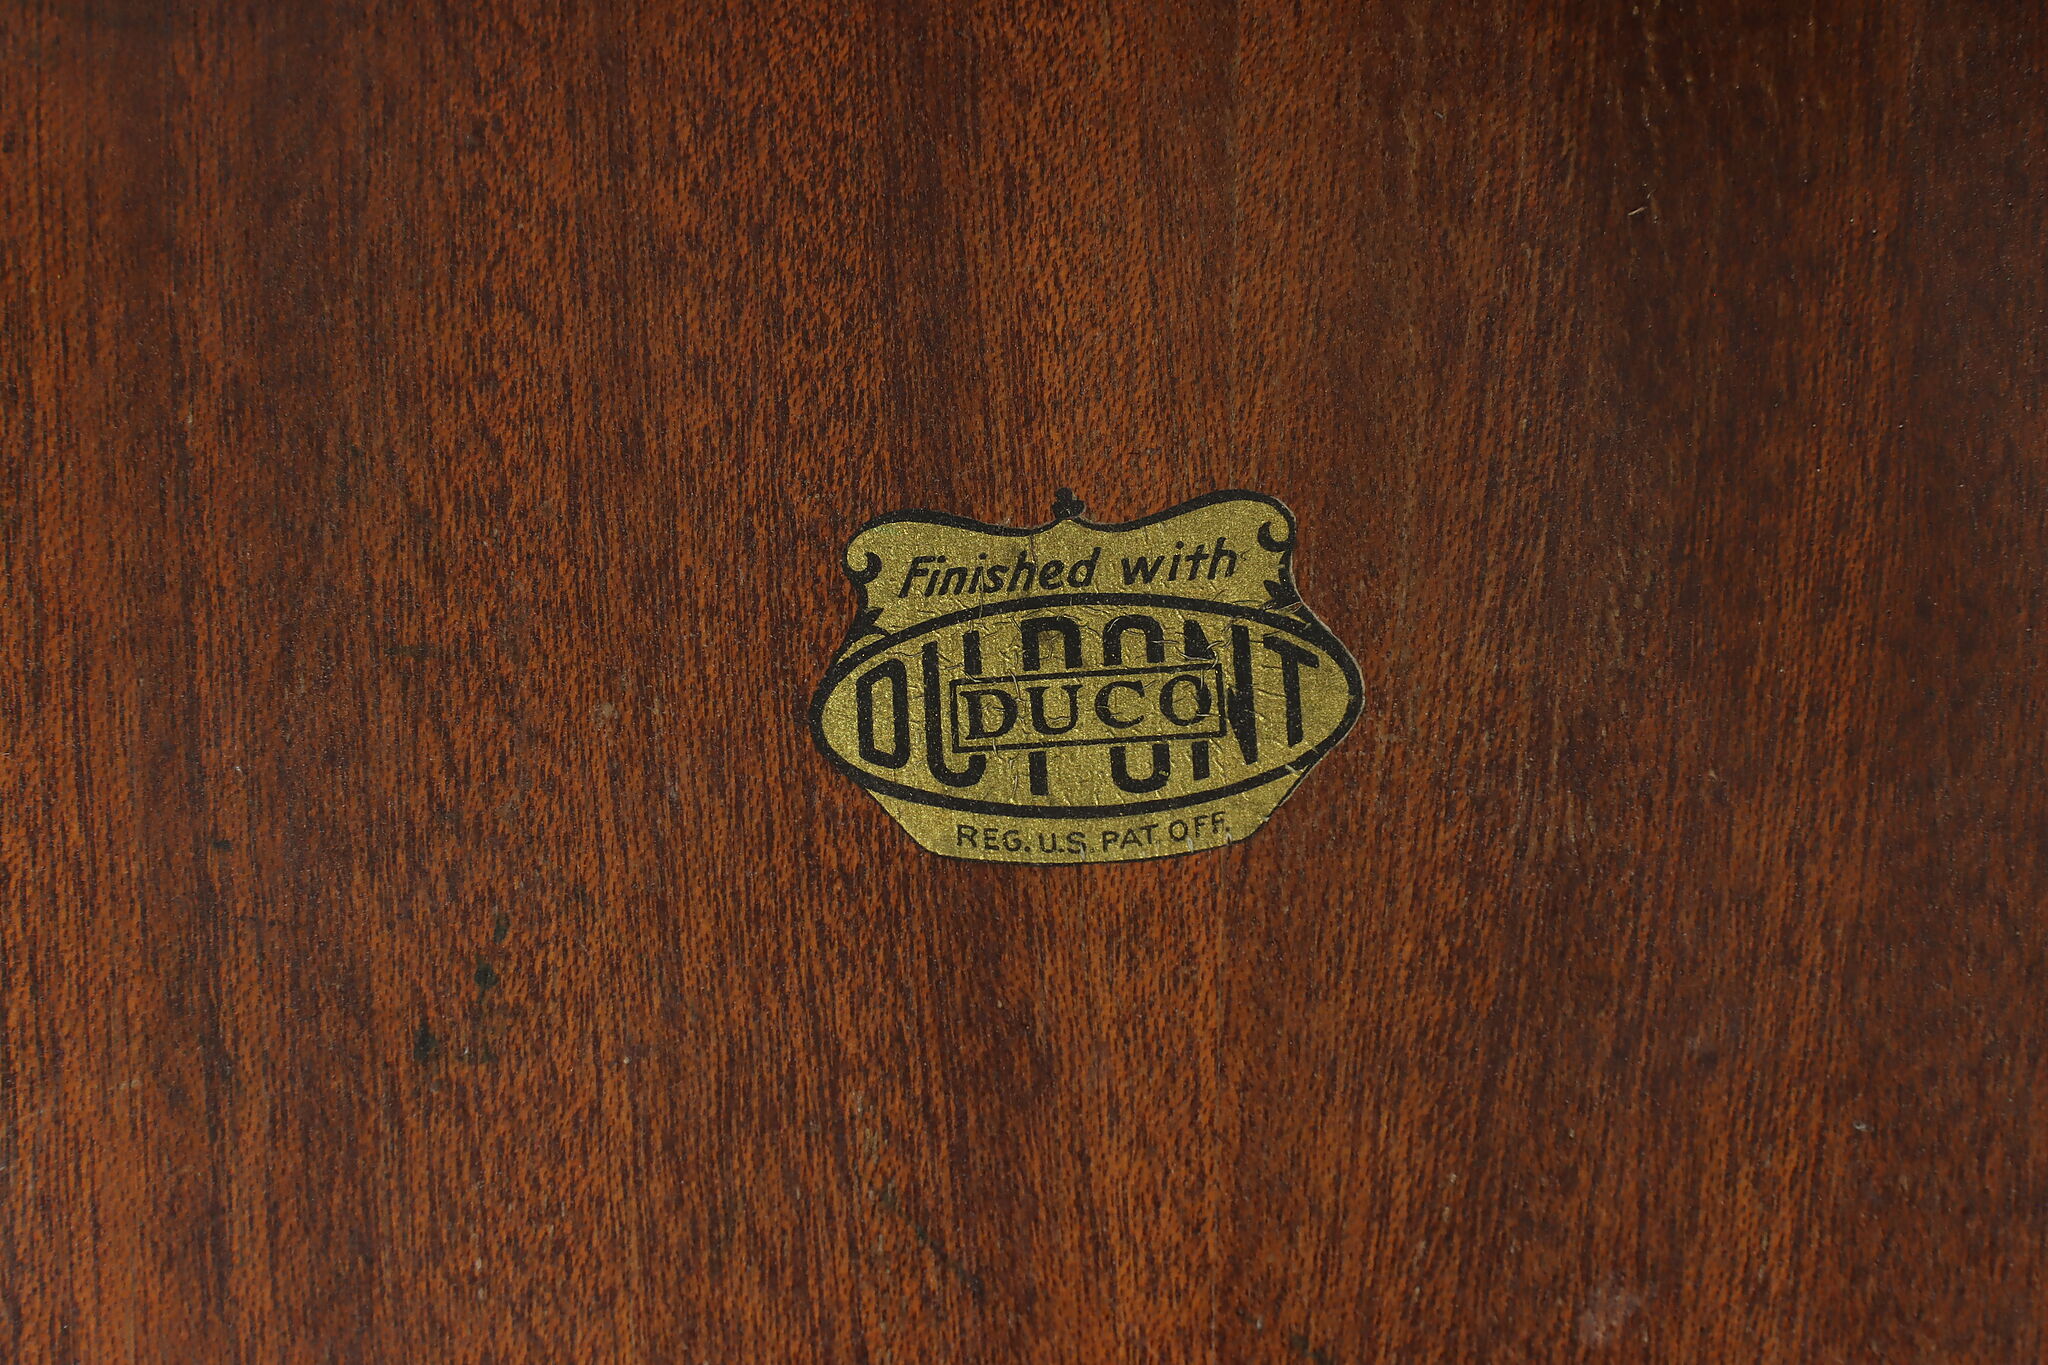 Finished with
DU PONT
DUCO
REG. U.S. PAT. OFF.